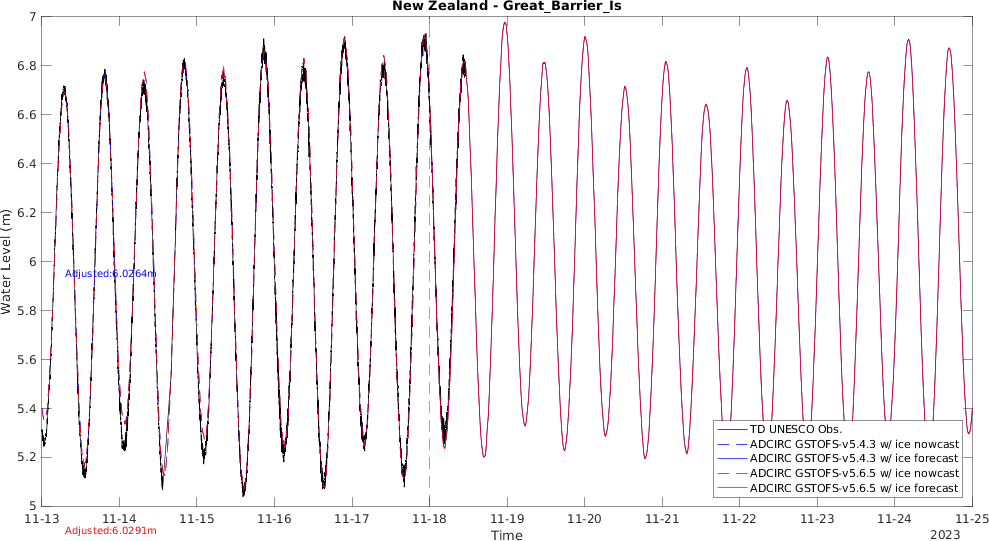 New Zealand - Great_Barrier_Is
Water Level (m)
7
6.8
6.6
6.4
6.2
6
5.8
5.6
5.4
5.2
5
Adjusted:6.0264m
TD UNESCO Obs.
ADCIRC GSTOFS-v5.4.3 w/ ice nowcast
ADCIRC GSTOFS-v5.4.3 w/ ice forecast
ADCIRC GSTOFS-v5.6.5 w/ ice nowcast
ADCIRC GSTOFS-v5.6.5 w/ ice forecast
11-13 11-14 11-15 11-16 11-17 11-18 11-19 11-20 11-21 11-22 11-23 11-24 11-25
Adjusted:6.0291m
Time
2023